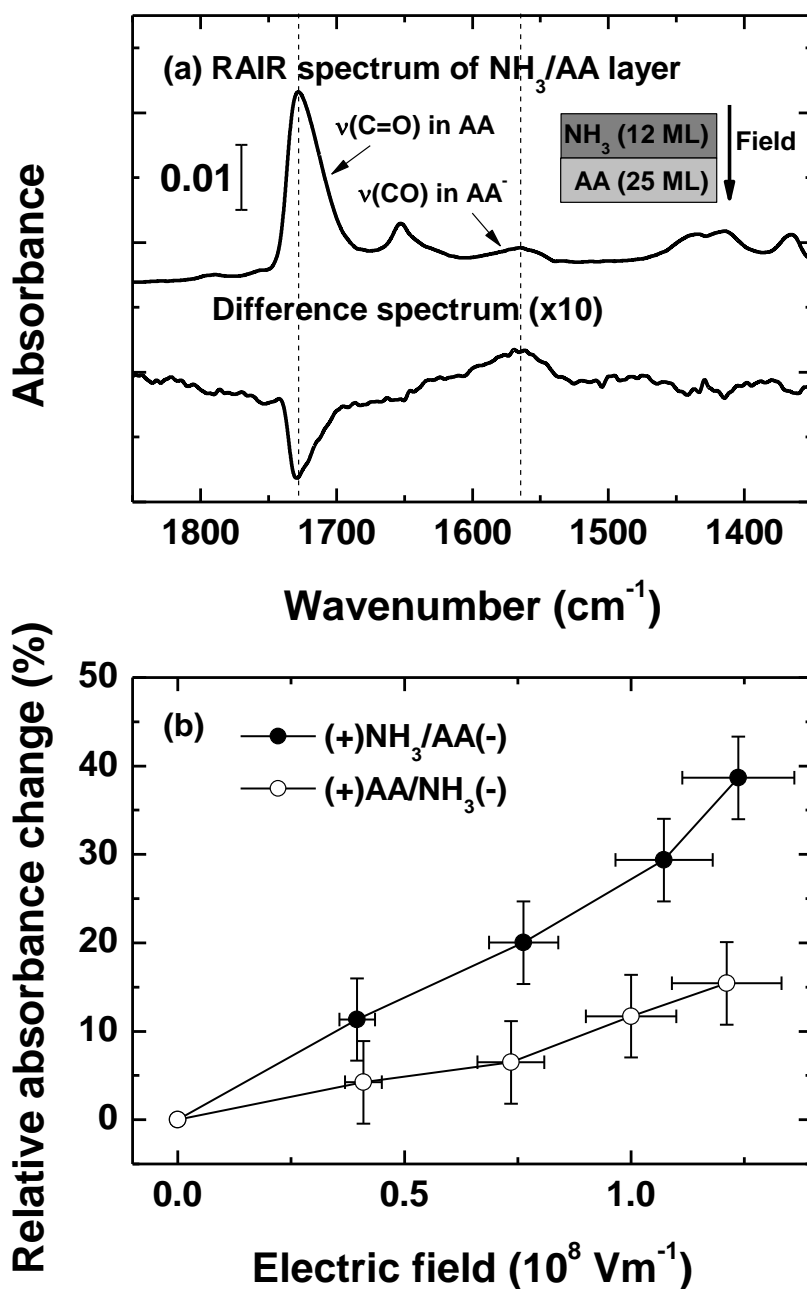 (a) RAIR spectrum of NH₃/AA layer
ν(C=O) in AA
NH₃ (12 ML)
Field
0.01
ν(CO) in AA⁻
AA (25 ML)
Difference spectrum (x10)
Absorbance
1800 1700 1600 1500 1400
Wavenumber (cm⁻¹)
Relative absorbance change (%)
50
40
30
20
10
0
(b)
(+)NH₃/AA(-)
(+)AA/NH₃(-)
0.0 0.5 1.0
Electric field (10⁸ Vm⁻¹)